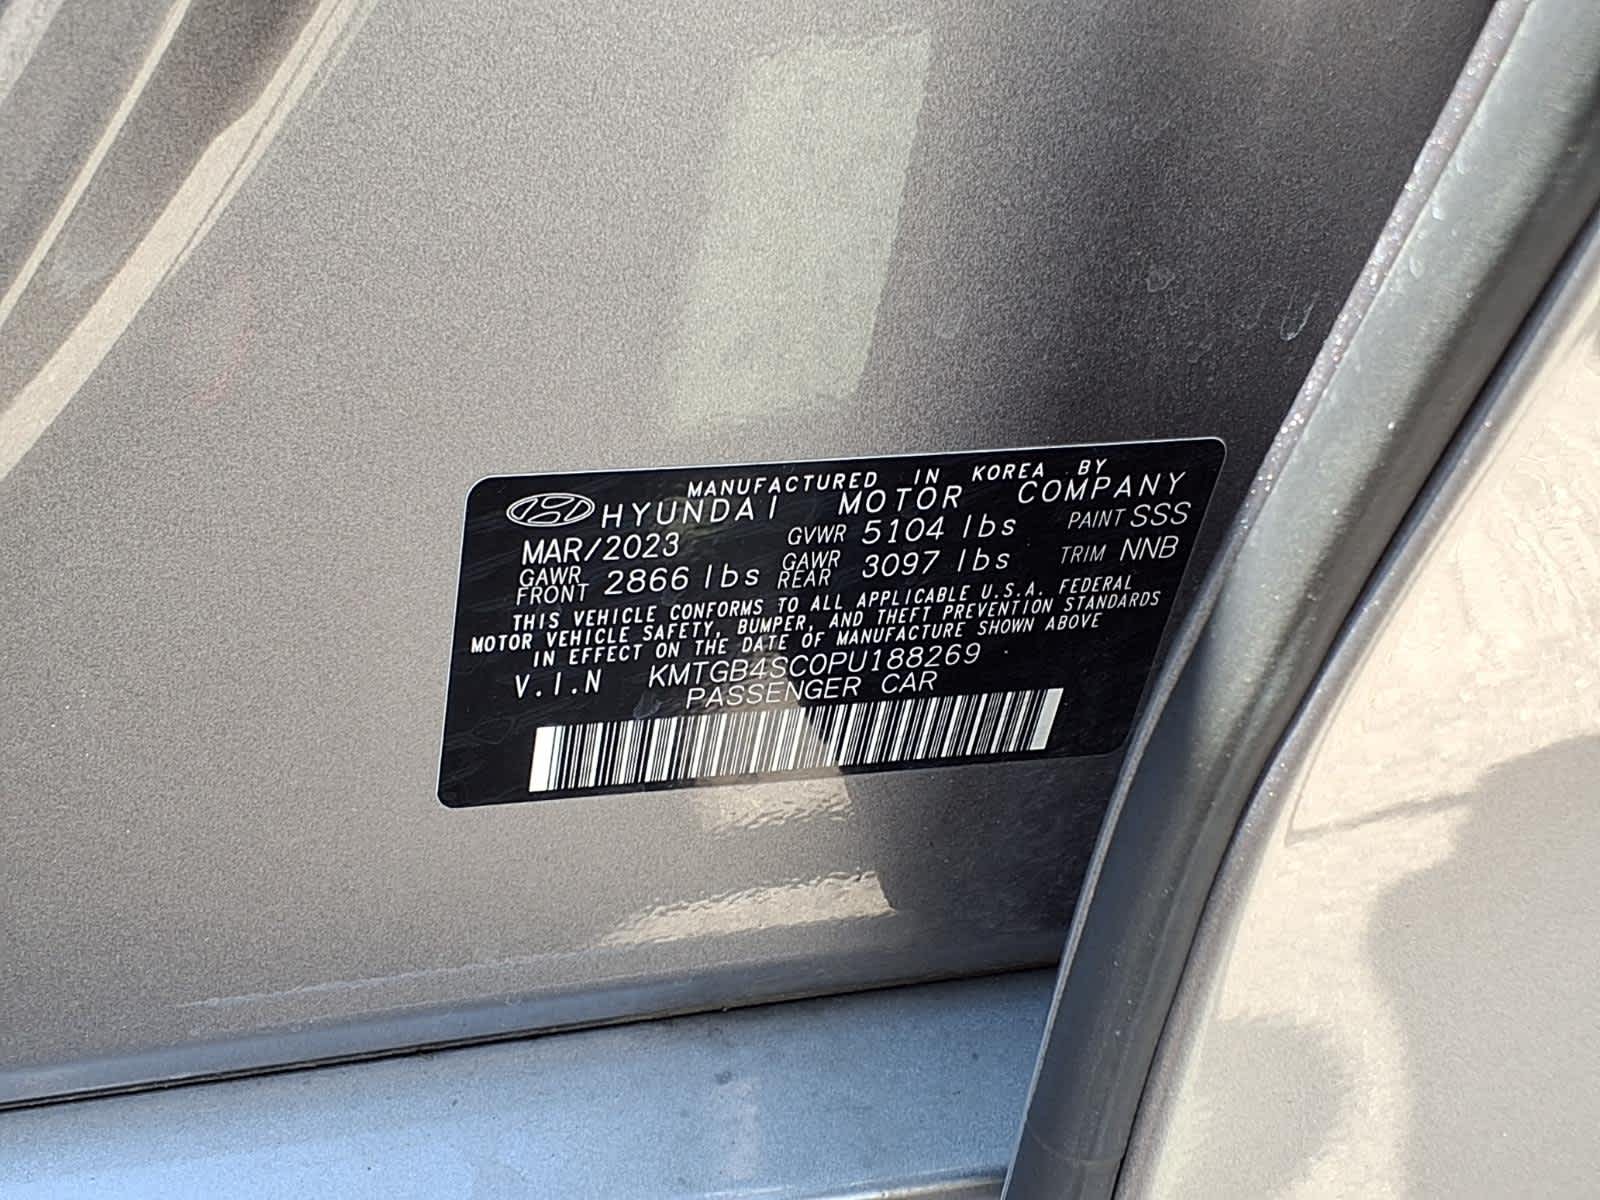 MANUFACTURED IN KOREA BY
HYUNDAI MOTOR COMPANY
MAR/2023 GVWR 5104 lbs PAINT SSS
GAWR FRONT 2866 lbs GAWR REAR 3097 lbs TRIM NNB
THIS VEHICLE CONFORMS TO ALL APPLICABLE U.S.A. FEDERAL
MOTOR VEHICLE SAFETY, BUMPER, AND THEFT PREVENTION STANDARDS
IN EFFECT ON THE DATE OF MANUFACTURE SHOWN ABOVE
V.I.N KMTGB4SC0PU188269
PASSENGER CAR